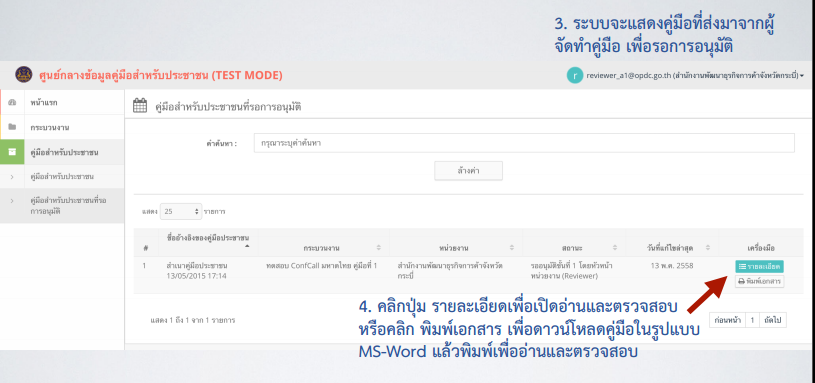 3. ระบบจะแสดงคู่มือที่ส่งมาจากผู้
จัดทำคู่มือ เพื่อรอการอนุมัติ
ศูนย์กลางข้อมูลคู่มือสำหรับประชาชน (TEST MODE)
r reviewer_a1@opdc.go.th (สำนักงานพัฒนาธุรกิจการค้าจังหวัดกระบี่)
หน้าแรก
กระบวนงาน
คู่มือสำหรับประชาชน
คู่มือสำหรับประชาชน
คู่มือสำหรับประชาชนที่รอ
การอนุมัติ
คู่มือสำหรับประชาชนที่รอการอนุมัติ
คำค้นหา :
กรุณาระบุคำค้นหา
ล้างค่า
แสดง 25 รายการ
# ชื่ออ้างอิงของคู่มือประชาชน กระบวนงาน หน่วยงาน สถานะ วันที่แก้ไขล่าสุด เครื่องมือ
1 สำเนาคู่มือประชาชน ทดสอบ ConfCall มหาดไทย คู่มือที่ 1 สำนักงานพัฒนาธุรกิจการค้าจังหวัด รออนุมัติชั้นที่ 1 โดยหัวหน้า 13 พ.ค. 2558 รายละเอียด
13/05/2015 17:14 กระบี่ หน่วยงาน (Reviewer) พิมพ์เอกสาร
4. คลิกปุ่ม รายละเอียดเพื่อเปิดอ่านและตรวจสอบ
หรือคลิก พิมพ์เอกสาร เพื่อดาวน์โหลดคู่มือในรูปแบบ
MS-Word แล้วพิมพ์เพื่ออ่านและตรวจสอบ
แสดง 1 ถึง 1 จาก 1 รายการ
ก่อนหน้า 1 ถัดไป